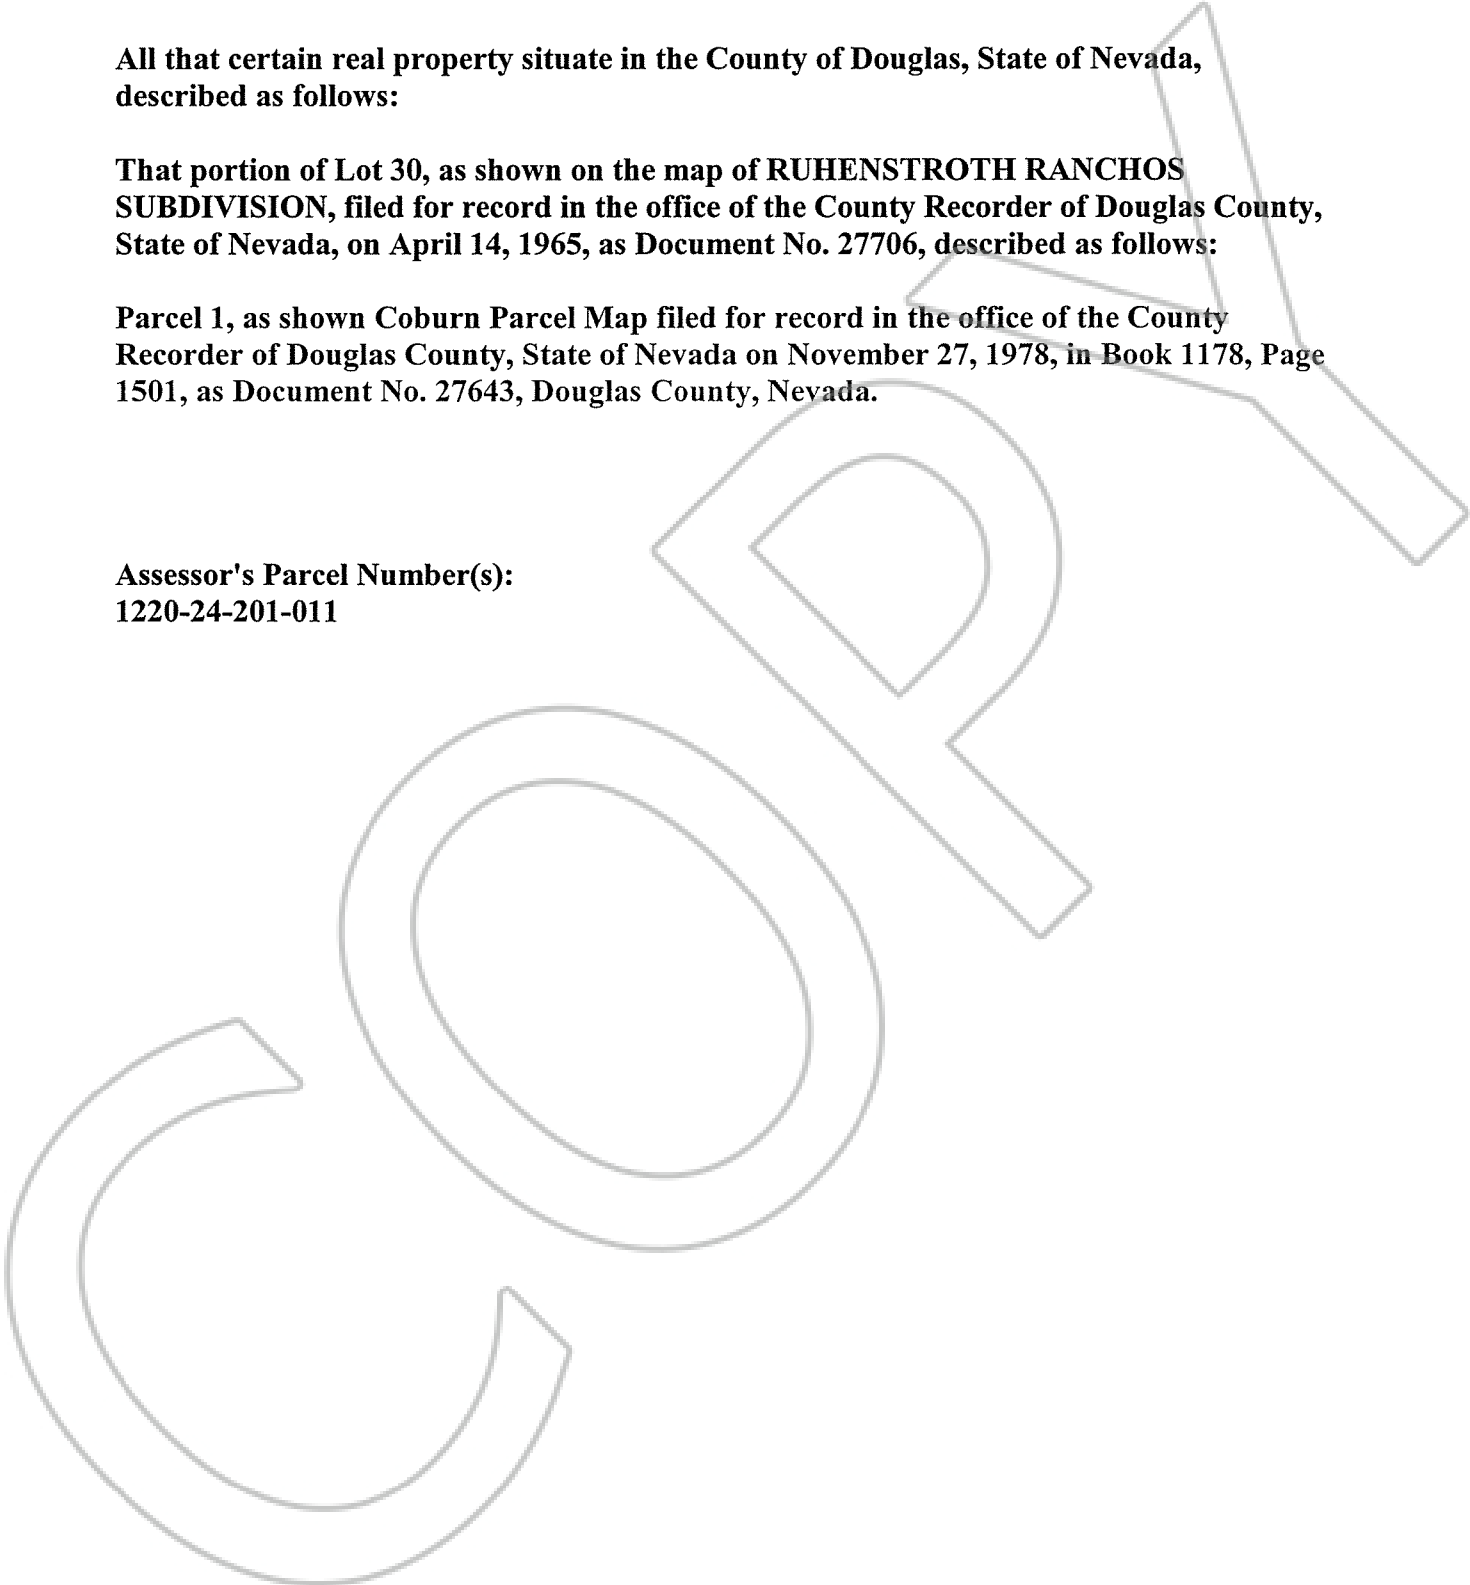 All that certain real property situate in the County of Douglas, State of Nevada,
described as follows:
That portion of Lot 30, as shown on the map of RUHENSTROTH RANCHOS
SUBDIVISION, filed for record in the office of the County Recorder of Douglas County,
State of Nevada, on April 14, 1965, as Document No. 27706, described as follows:
Parcel 1, as shown Coburn Parcel Map filed for record in the office of the County
Recorder of Douglas County, State of Nevada on November 27, 1978, in Book 1178, Page
1501, as Document No. 27643, Douglas County, Nevada.
Assessor's Parcel Number(s):
1220-24-201-011
COPY